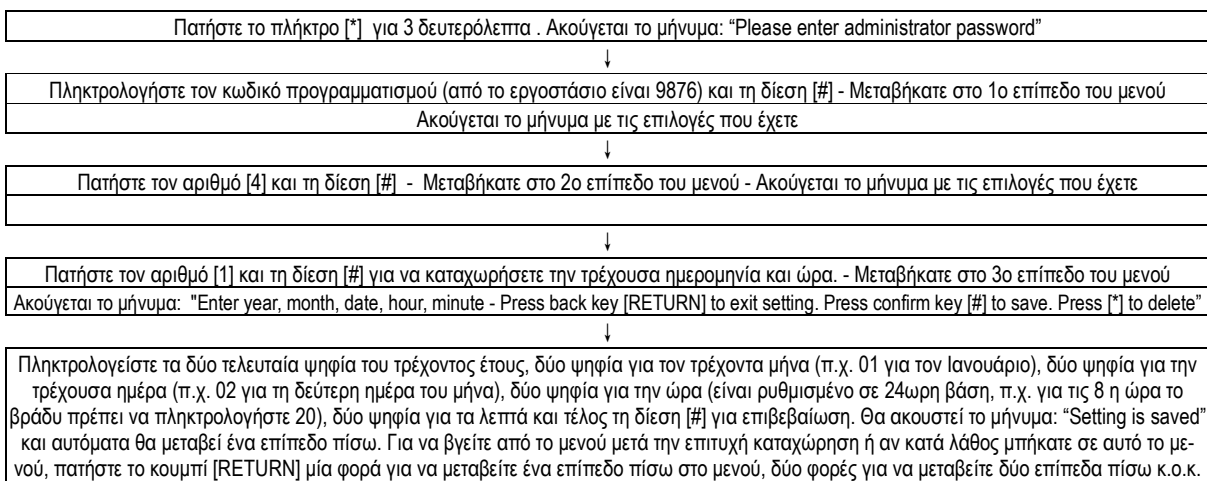 Πατήστε το πλήκτρο [*] για 3 δευτερόλεπτα . Ακούγεται το μήνυμα: “Please enter administrator password”
↓
Πληκτρολογήστε τον κωδικό προγραμματισμού (από το εργοστάσιο είναι 9876) και τη δίεση [#] - Μεταβήκατε στο 1ο επίπεδο του μενού
Ακούγεται το μήνυμα με τις επιλογές που έχετε
↓
Πατήστε τον αριθμό [4] και τη δίεση [#] - Μεταβήκατε στο 2ο επίπεδο του μενού - Ακούγεται το μήνυμα με τις επιλογές που έχετε
↓
Πατήστε τον αριθμό [1] και τη δίεση [#] για να καταχωρήσετε την τρέχουσα ημερομηνία και ώρα. - Μεταβήκατε στο 3ο επίπεδο του μενού
Ακούγεται το μήνυμα: "Enter year, month, date, hour, minute - Press back key [RETURN] to exit setting. Press confirm key [#] to save. Press [*] to delete”
↓
Πληκτρολογείστε τα δύο τελευταία ψηφία του τρέχοντος έτους, δύο ψηφία για τον τρέχοντα μήνα (π.χ. 01 για τον Ιανουάριο), δύο ψηφία για την
τρέχουσα ημέρα (π.χ. 02 για τη δεύτερη ημέρα του μήνα), δύο ψηφία για την ώρα (είναι ρυθμισμένο σε 24ωρη βάση, π.χ. για τις 8 η ώρα το
βράδυ πρέπει να πληκτρολογήστε 20), δύο ψηφία για τα λεπτά και τέλος τη δίεση [#] για επιβεβαίωση. Θα ακουστεί το μήνυμα: “Setting is saved”
και αυτόματα θα μεταβεί ένα επίπεδο πίσω. Για να βγείτε από το μενού μετά την επιτυχή καταχώρηση ή αν κατά λάθος μπήκατε σε αυτό το με-
νού, πατήστε το κουμπί [RETURN] μία φορά για να μεταβείτε ένα επίπεδο πίσω στο μενού, δύο φορές για να μεταβείτε δύο επίπεδα πίσω κ.ο.κ.